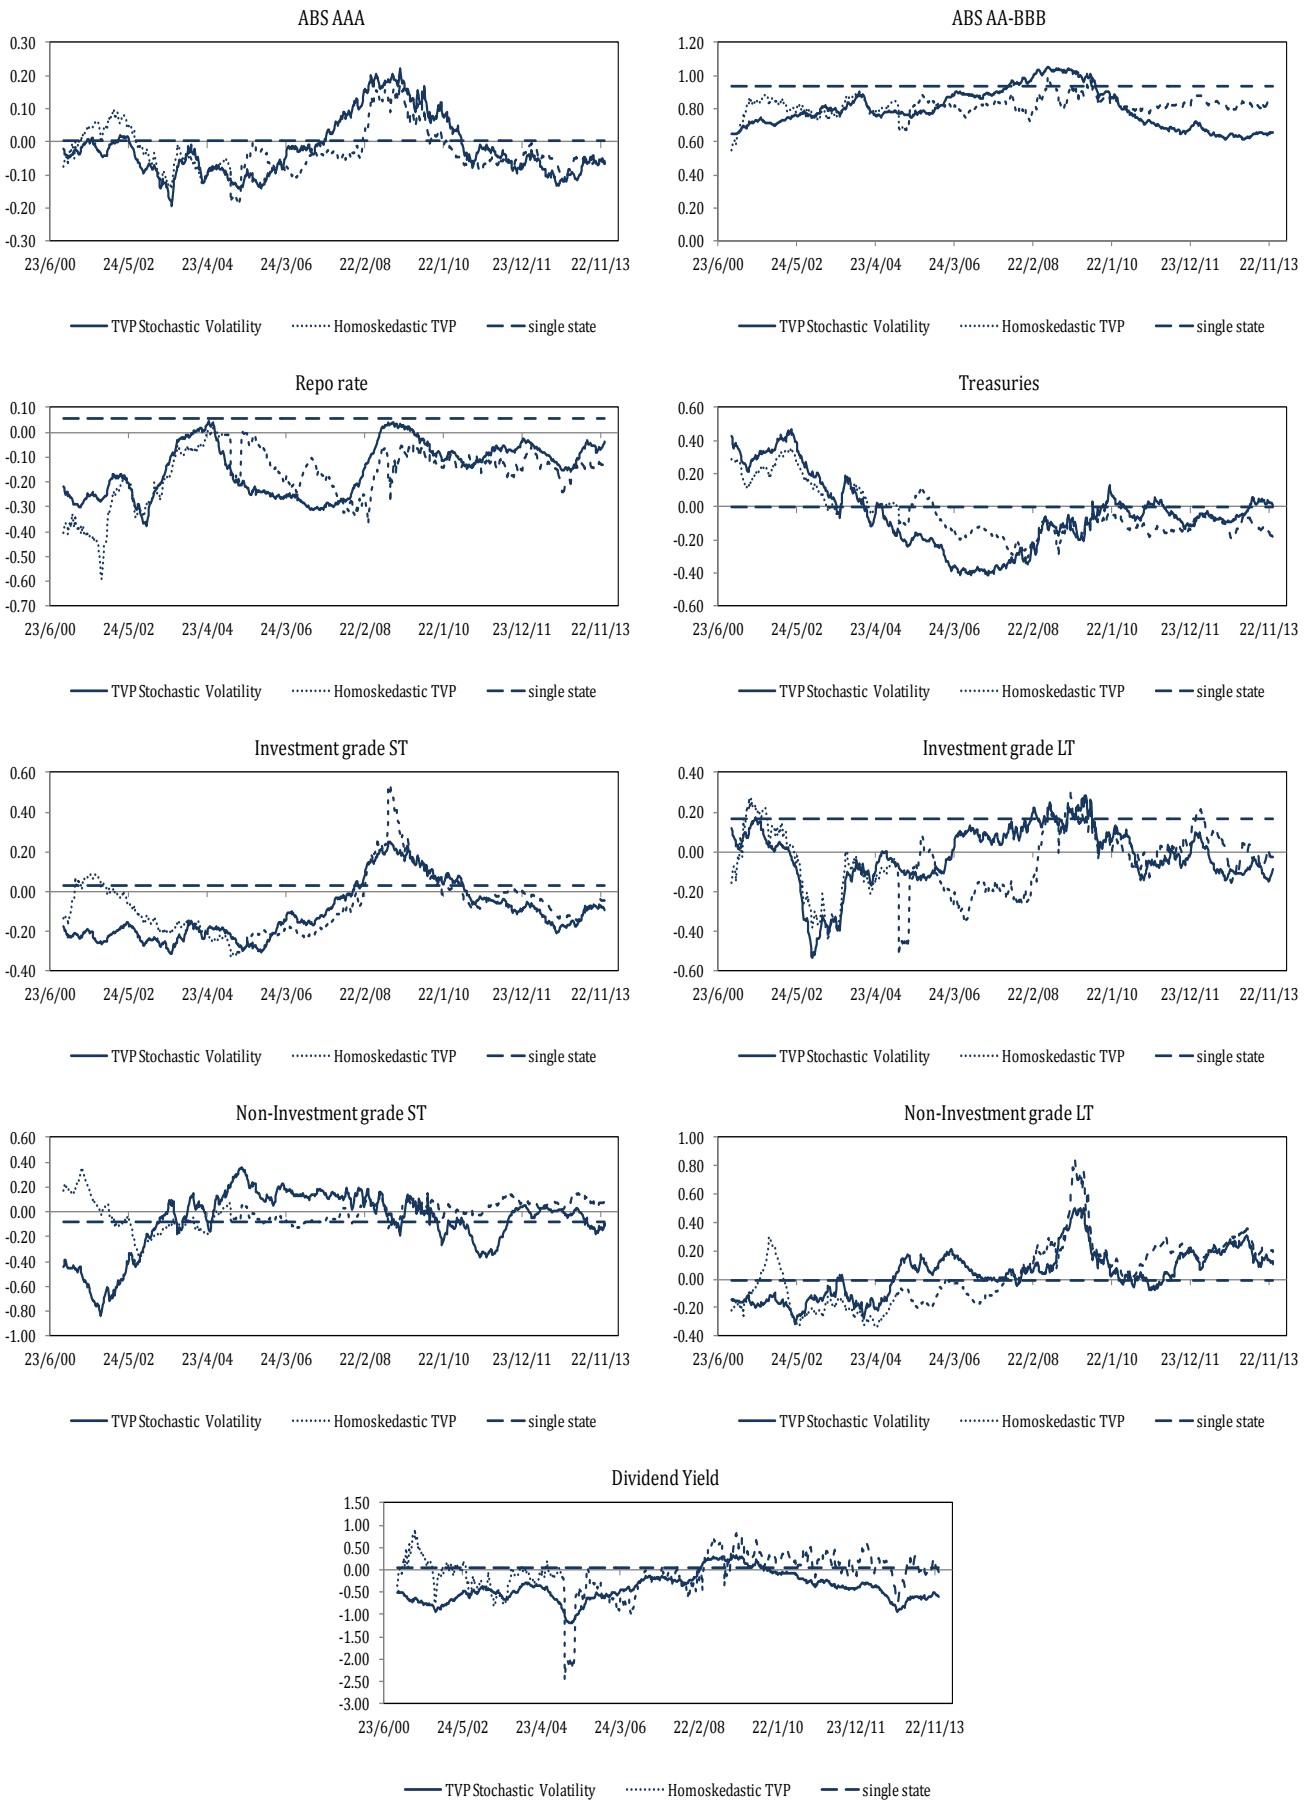 ABS AAA
0.30
0.20
0.10
0.00
-0.10
-0.20
-0.30
23/6/00 24/5/02 23/4/04 24/3/06 22/2/08 22/1/10 23/12/11 22/11/13
TVP Stochastic Volatility Homoskedastic TVP single state
ABS AA-BBB
1.20
1.00
0.80
0.60
0.40
0.20
0.00
23/6/00 24/5/02 23/4/04 24/3/06 22/2/08 22/1/10 23/12/11 22/11/13
TVP Stochastic Volatility Homoskedastic TVP single state
Repo rate
0.10
0.00
-0.10
-0.20
-0.30
-0.40
-0.50
-0.60
-0.70
23/6/00 24/5/02 23/4/04 24/3/06 22/2/08 22/1/10 23/12/11 22/11/13
TVP Stochastic Volatility Homoskedastic TVP single state
Treasuries
0.60
0.40
0.20
0.00
-0.20
-0.40
-0.60
23/6/00 24/5/02 23/4/04 24/3/06 22/2/08 22/1/10 23/12/11 22/11/13
TVP Stochastic Volatility Homoskedastic TVP single state
Investment grade ST
0.60
0.40
0.20
0.00
-0.20
-0.40
23/6/00 24/5/02 23/4/04 24/3/06 22/2/08 22/1/10 23/12/11 22/11/13
TVP Stochastic Volatility Homoskedastic TVP single state
Investment grade LT
0.40
0.20
0.00
-0.20
-0.40
-0.60
23/6/00 24/5/02 23/4/04 24/3/06 22/2/08 22/1/10 23/12/11 22/11/13
TVP Stochastic Volatility Homoskedastic TVP single state
Non-Investment grade ST
0.60
0.40
0.20
0.00
-0.20
-0.40
-0.60
-0.80
-1.00
23/6/00 24/5/02 23/4/04 24/3/06 22/2/08 22/1/10 23/12/11 22/11/13
TVP Stochastic Volatility Homoskedastic TVP single state
Non-Investment grade LT
1.00
0.80
0.60
0.40
0.20
0.00
-0.20
-0.40
23/6/00 24/5/02 23/4/04 24/3/06 22/2/08 22/1/10 23/12/11 22/11/13
TVP Stochastic Volatility Homoskedastic TVP single state
Dividend Yield
1.50
1.00
0.50
0.00
-0.50
-1.00
-1.50
-2.00
-2.50
-3.00
23/6/00 24/5/02 23/4/04 24/3/06 22/2/08 22/1/10 23/12/11 22/11/13
TVP Stochastic Volatility Homoskedastic TVP single state